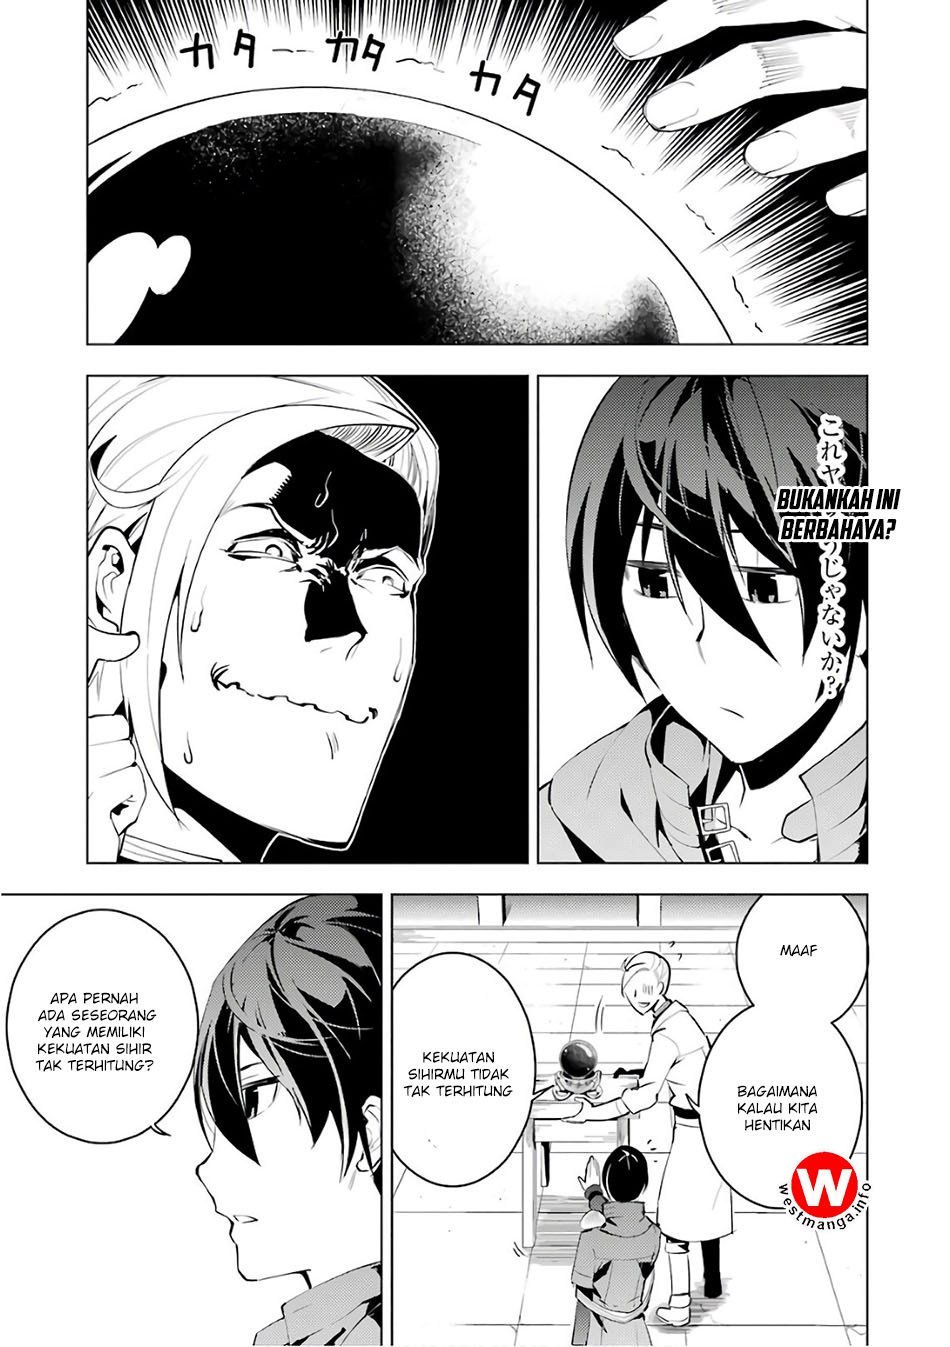 カタ
カタ
カタ
これヤ
うじゃないか?
BUKANKAH INI
BERBAHAYA?
MAAF
BAGAIMANA
KALAU KITA
HENTIKAN
KEKUATAN
SIHIRMU TIDAK
TAK TERHITUNG
APA PERNAH
ADA SESEORANG
YANG MEMILIKI
KEKUATAN SIHIR
TAK TERHITUNG?
W
westmanga.info